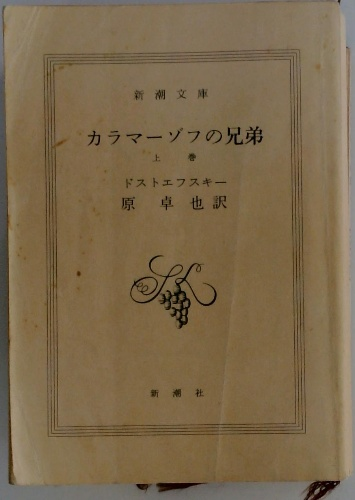 新潮文庫
カラマーゾフの兄弟
上巻
ドストエフスキー
原卓也訳
新潮社